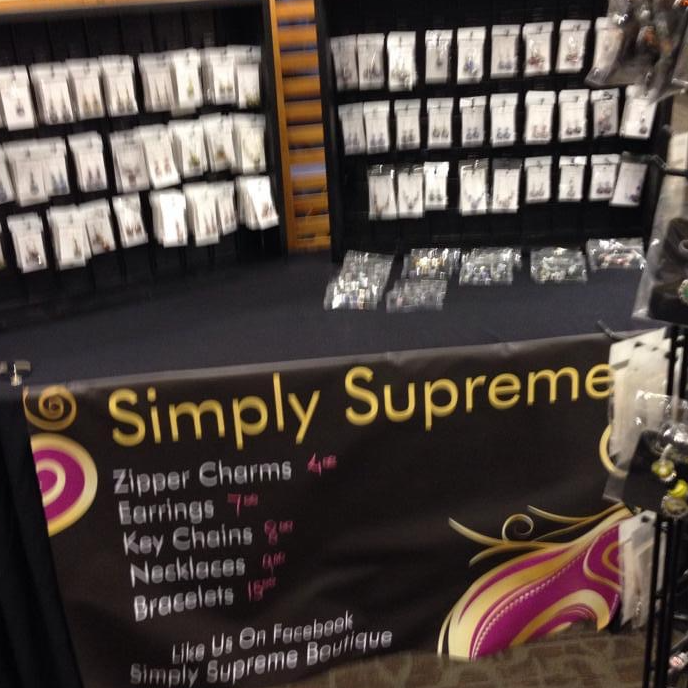 Simply Supreme
Zipper Charms 4.00
Earrings 7.00
Key Chains 8.00
Necklaces 9.00
Bracelets 15.00
Like Us On Facebook
Simply Supreme Boutique